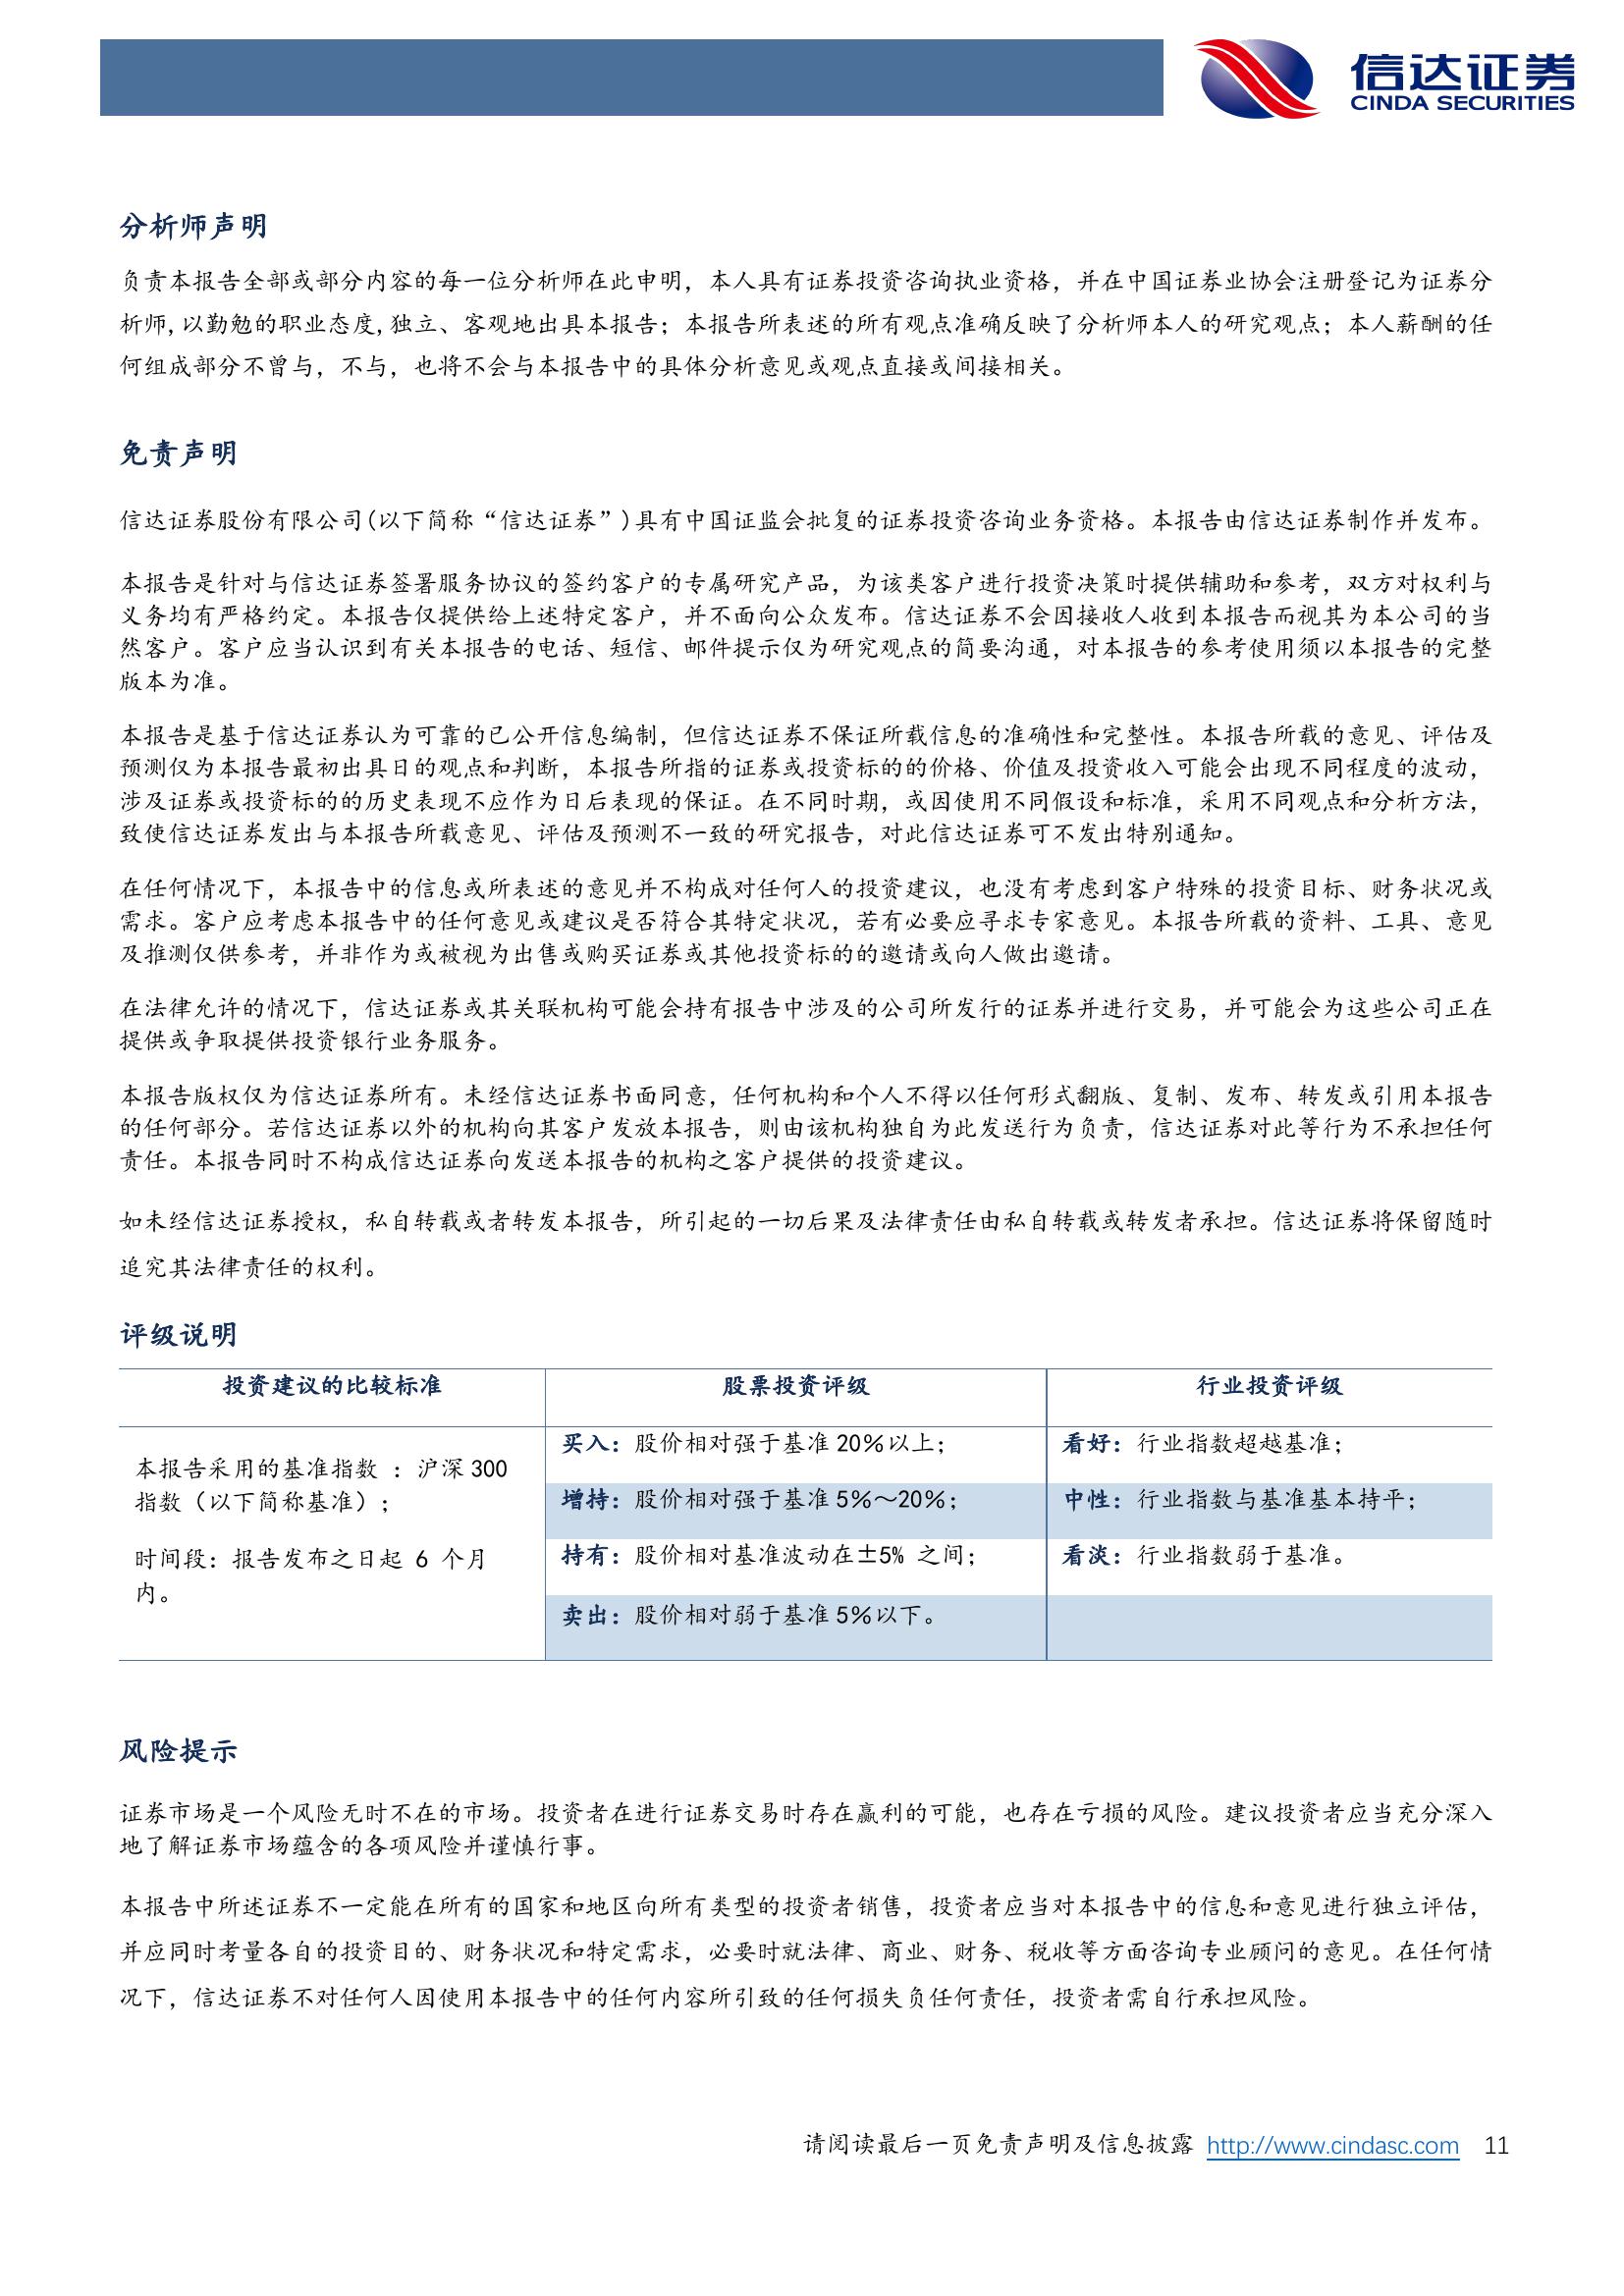 信达证券
CINDA SECURITIES
分析师声明
负责本报告全部或部分内容的每一位分析师在此申明，本人具有证券投资咨询执业资格，并在中国证券业协会注册登记为证券分
析师,以勤勉的职业态度,独立、客观地出具本报告；本报告所表述的所有观点准确反映了分析师本人的研究观点；本人薪酬的任
何组成部分不曾与，不与，也将不会与本报告中的具体分析意见或观点直接或间接相关。
免责声明
信达证券股份有限公司(以下简称“信达证券”)具有中国证监会批复的证券投资咨询业务资格。本报告由信达证券制作并发布。
本报告是针对与信达证券签署服务协议的签约客户的专属研究产品，为该类客户进行投资决策时提供辅助和参考，双方对权利与
义务均有严格约定。本报告仅提供给上述特定客户，并不面向公众发布。信达证券不会因接收人收到本报告而视其为本公司的当
然客户。客户应当认识到有关本报告的电话、短信、邮件提示仅为研究观点的简要沟通，对本报告的参考使用须以本报告的完整
版本为准。
本报告是基于信达证券认为可靠的已公开信息编制，但信达证券不保证所载信息的准确性和完整性。本报告所载的意见、评估及
预测仅为本报告最初出具日的观点和判断，本报告所指的证券或投资标的的价格、价值及投资收入可能会出现不同程度的波动，
涉及证券或投资标的的历史表现不应作为日后表现的保证。在不同时期，或因使用不同假设和标准，采用不同观点和分析方法，
致使信达证券发出与本报告所载意见、评估及预测不一致的研究报告，对此信达证券可不发出特别通知。
在任何情况下，本报告中的信息或所表述的意见并不构成对任何人的投资建议，也没有考虑到客户特殊的投资目标、财务状况或
需求。客户应考虑本报告中的任何意见或建议是否符合其特定状况，若有必要应寻求专家意见。本报告所载的资料、工具、意见
及推测仅供参考，并非作为或被视为出售或购买证券或其他投资标的的邀请或向人做出邀请。
在法律允许的情况下，信达证券或其关联机构可能会持有报告中涉及的公司所发行的证券并进行交易，并可能会为这些公司正在
提供或争取提供投资银行业务服务。
本报告版权仅为信达证券所有。未经信达证券书面同意，任何机构和个人不得以任何形式翻版、复制、发布、转发或引用本报告
的任何部分。若信达证券以外的机构向其客户发放本报告，则由该机构独自为此发送行为负责，信达证券对此等行为不承担任何
责任。本报告同时不构成信达证券向发送本报告的机构之客户提供的投资建议。
如未经信达证券授权，私自转载或者转发本报告，所引起的一切后果及法律责任由私自转载或转发者承担。信达证券将保留随时
追究其法律责任的权利。
评级说明
投资建议的比较标准 股票投资评级 行业投资评级
本报告采用的基准指数 ：沪深 300
指数（以下简称基准）；
时间段：报告发布之日起 6 个月
内。
买入：股价相对强于基准 20％以上；
增持：股价相对强于基准 5％～20％；
持有：股价相对基准波动在±5% 之间；
卖出：股价相对弱于基准 5％以下。
看好：行业指数超越基准；
中性：行业指数与基准基本持平；
看淡：行业指数弱于基准。
风险提示
证券市场是一个风险无时不在的市场。投资者在进行证券交易时存在赢利的可能，也存在亏损的风险。建议投资者应当充分深入
地了解证券市场蕴含的各项风险并谨慎行事。
本报告中所述证券不一定能在所有的国家和地区向所有类型的投资者销售，投资者应当对本报告中的信息和意见进行独立评估，
并应同时考量各自的投资目的、财务状况和特定需求，必要时就法律、商业、财务、税收等方面咨询专业顾问的意见。在任何情
况下，信达证券不对任何人因使用本报告中的任何内容所引致的任何损失负任何责任，投资者需自行承担风险。
请阅读最后一页免责声明及信息披露 http://www.cindasc.com 11